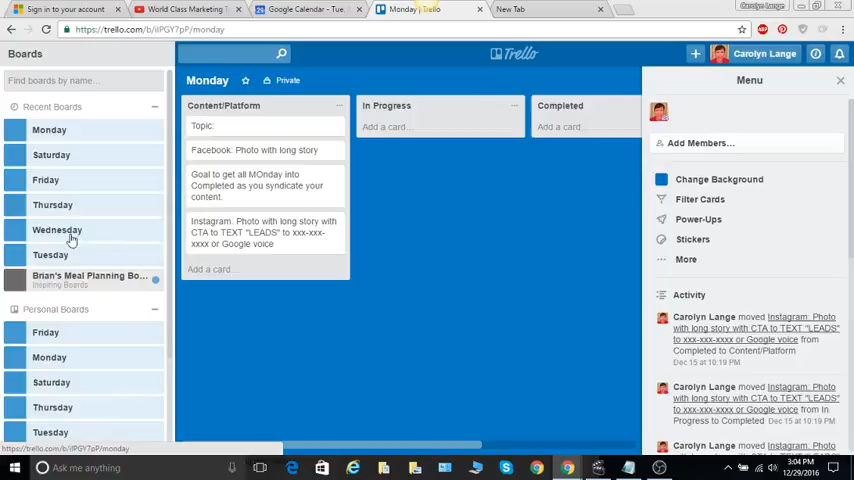 Carolyn Lange
Sign in to your account
World Class Marketing T
Google Calendar - Tue,
Monday | Trello
New Tab
https://trello.com/b/iIPGY7pP/monday
Boards
Trello
Carolyn Lange
Find boards by name...
Monday
Private
Menu
Recent Boards
Content/Platform
In Progress
Completed
Topic:
Add a card...
Add a card...
Monday
Facebook: Photo with long story
Add Members...
Saturday
Goal to get all MOnday into
Completed as you syndicate your
content.
Friday
Change Background
Filter Cards
Thursday
Instagram: Photo with long story with
CTA to TEXT "LEADS" to xxx-xxx-
xxxx or Google voice
Power-Ups
Wednesday
Stickers
Tuesday
Add a card...
More
Brian's Meal Planning Bo...
Inspiring Boards
Activity
Personal Boards
Friday
Monday
Saturday
Thursday
Tuesday
Carolyn Lange
moved Instagram: Photo
with long story with CTA to TEXT "LEADS"
to xxx-xxx-xxxx or Google voice from
Completed to Content/Platform
Dec 15 at 10:19 PM
Carolyn Lange
moved Instagram: Photo
with long story with CTA to TEXT "LEADS"
to xxx-xxx-xxxx or Google voice from In
Progress to Completed Dec 15 at 10:19 PM
Carolyn Lange moved Instagram: Photo
with long story with CTA to TEXT "LEADS"
https://trello.com/b/iIPGY7pP/monday
Ask me anything
3:04 PM
12/29/2016